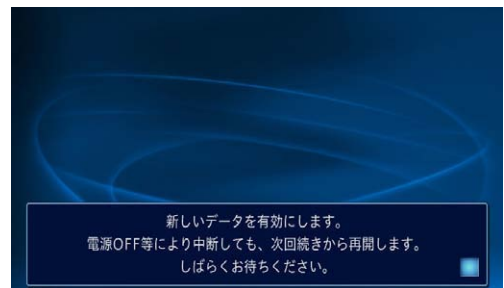 新しいデータを有効にします。
電源OFF等により中断しても、次回続きから再開します。
しばらくお待ちください。